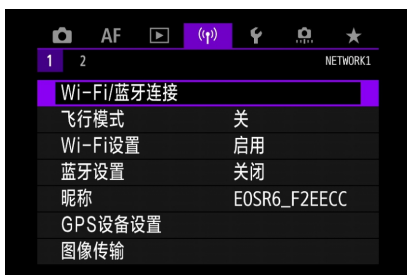 AF
1 2 NETWORK1
Wi-Fi/蓝牙连接
飞行模式 关
Wi-Fi设置 启用
蓝牙设置 关闭
昵称 EOSR6_F2EECC
GPS设备设置
图像传输